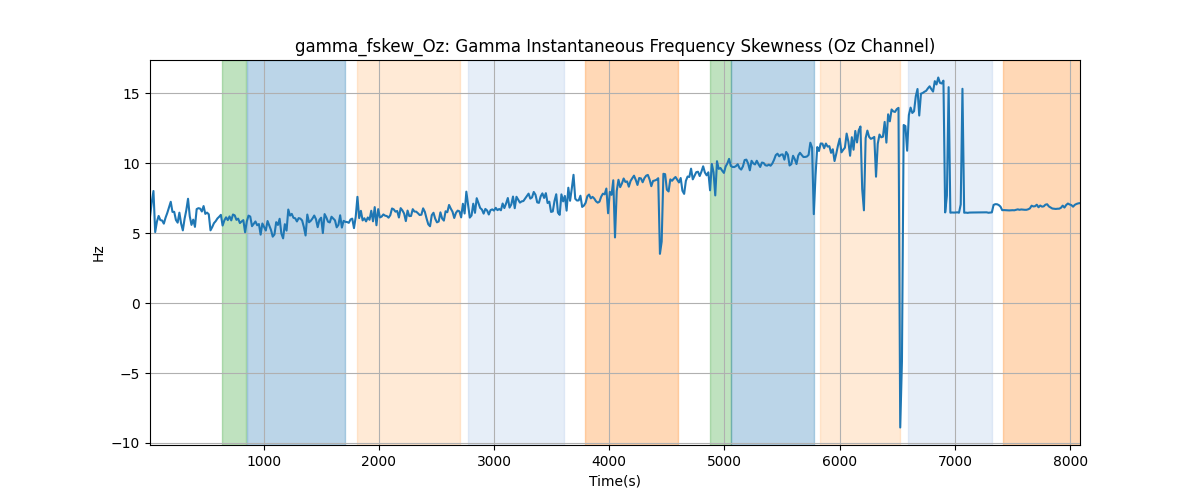 gamma_fskew_Oz: Gamma Instantaneous Frequency Skewness (Oz Channel)
15
10
5
0
−5
−10
Hz
1000 2000 3000 4000 5000 6000 7000 8000
Time(s)